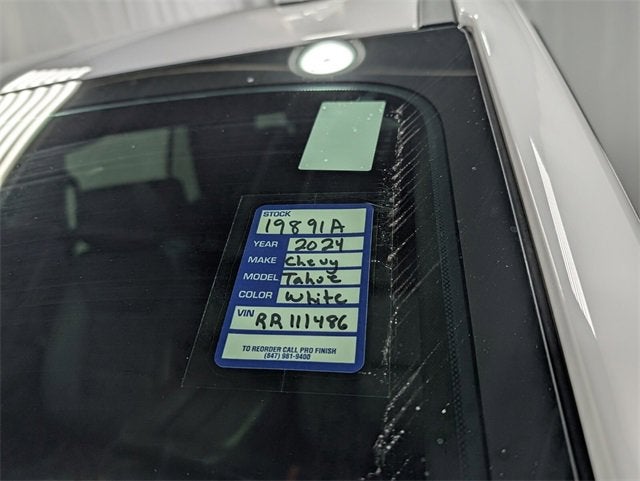 STOCK
19891A
YEAR 2024
MAKE Chevy
MODEL Tahoe
COLOR White
VIN RR111486
TO REORDER CALL PRO FINISH
(847) 981-9400